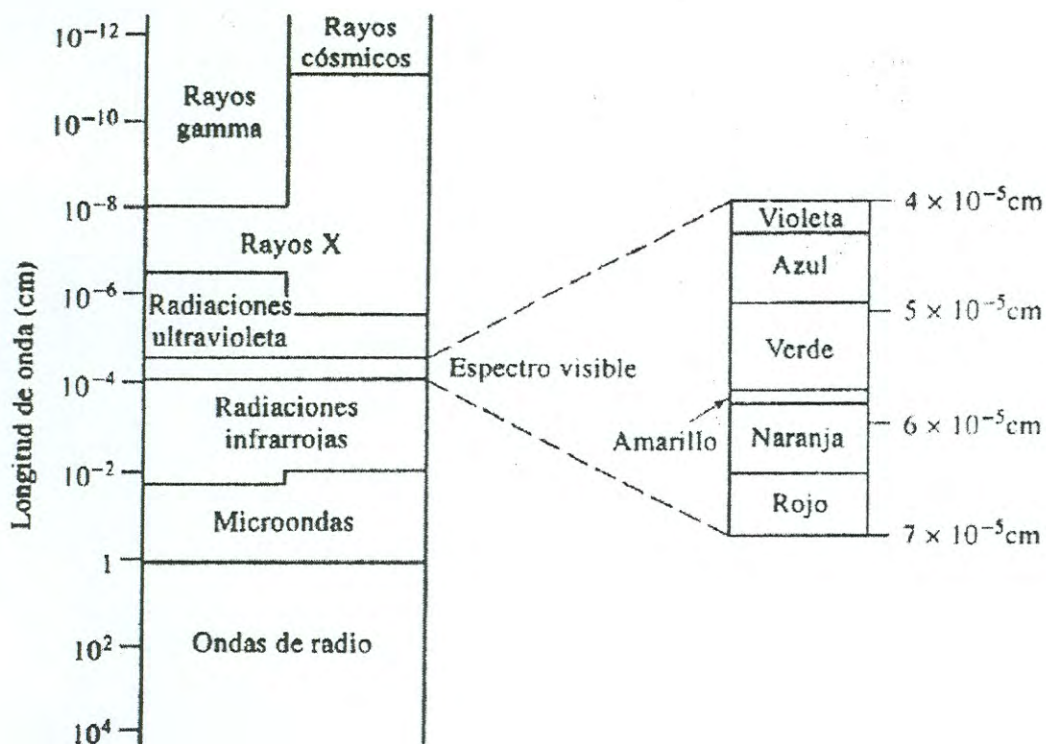 Longitud de onda (cm)
10⁻¹²
10⁻¹⁰
10⁻⁸
10⁻⁶
10⁻⁴
10⁻²
1
10²
10⁴
Rayos
cósmicos
Rayos
gamma
Rayos X
Radiaciones
ultravioleta
Espectro visible
Radiaciones
infrarrojas
Microondas
Ondas de radio
Violeta
Azul
Verde
Amarillo
Naranja
Rojo
4 × 10⁻⁵cm
5 × 10⁻⁵cm
6 × 10⁻⁵cm
7 × 10⁻⁵cm